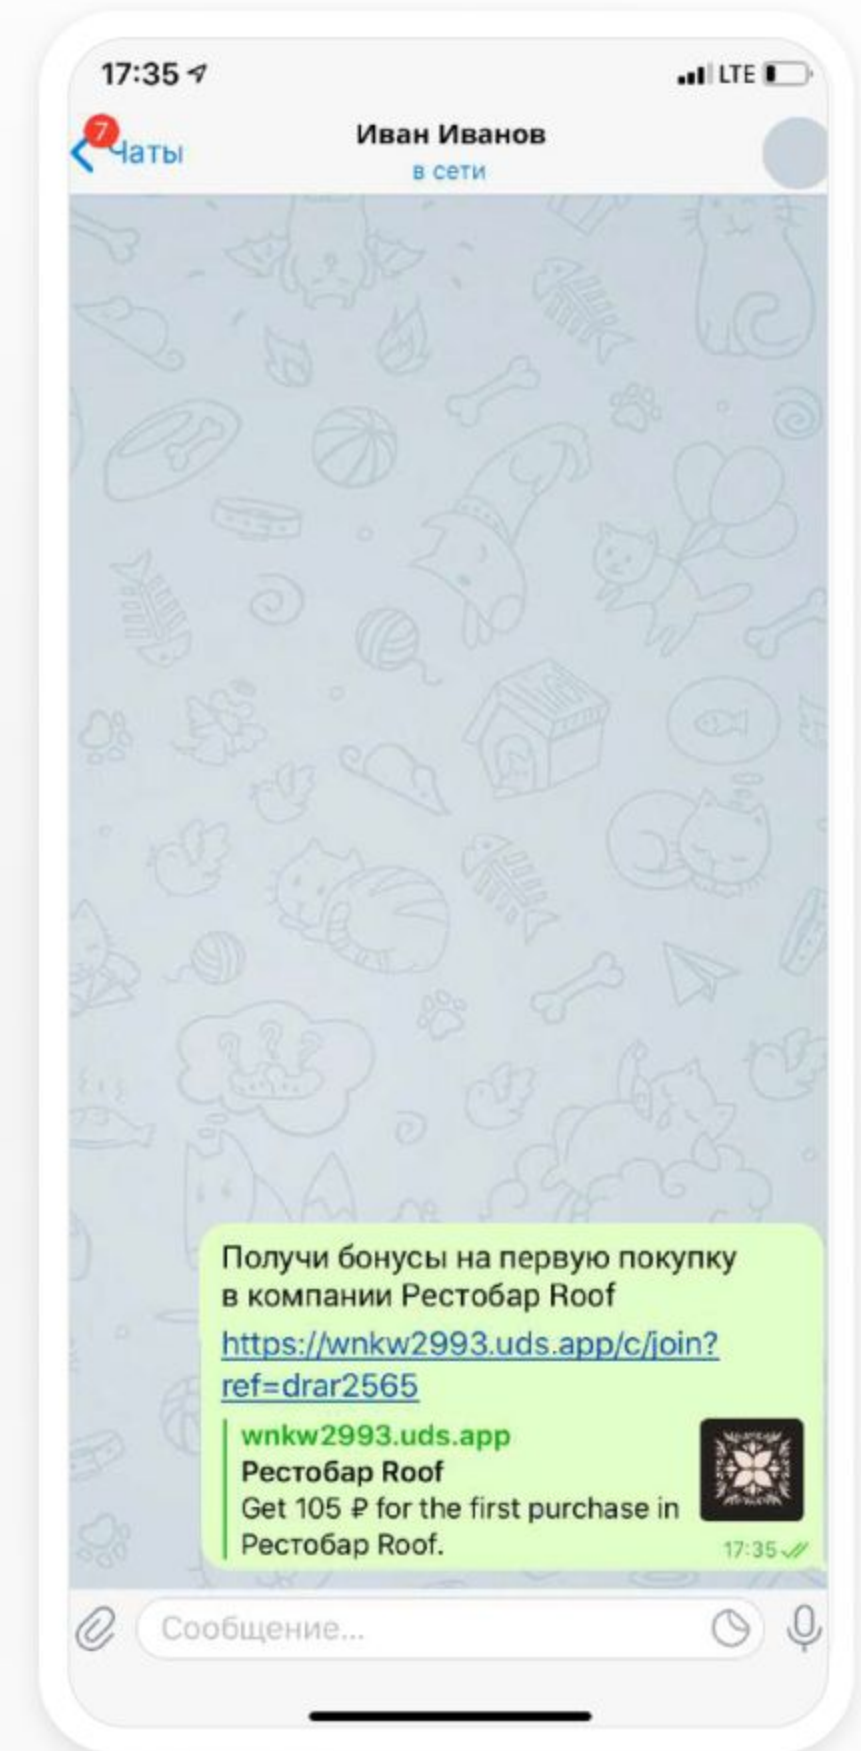 17:35
LTE
7
Чаты
Иван Иванов
в сети
Получи бонусы на первую покупку
в компании Рестобар Roof
https://wnkw2993.uds.app/c/join?
ref=drar2565
wnkw2993.uds.app
Рестобар Roof
Get 105 ₽ for the first purchase in
Рестобар Roof.
17:35
Сообщение...